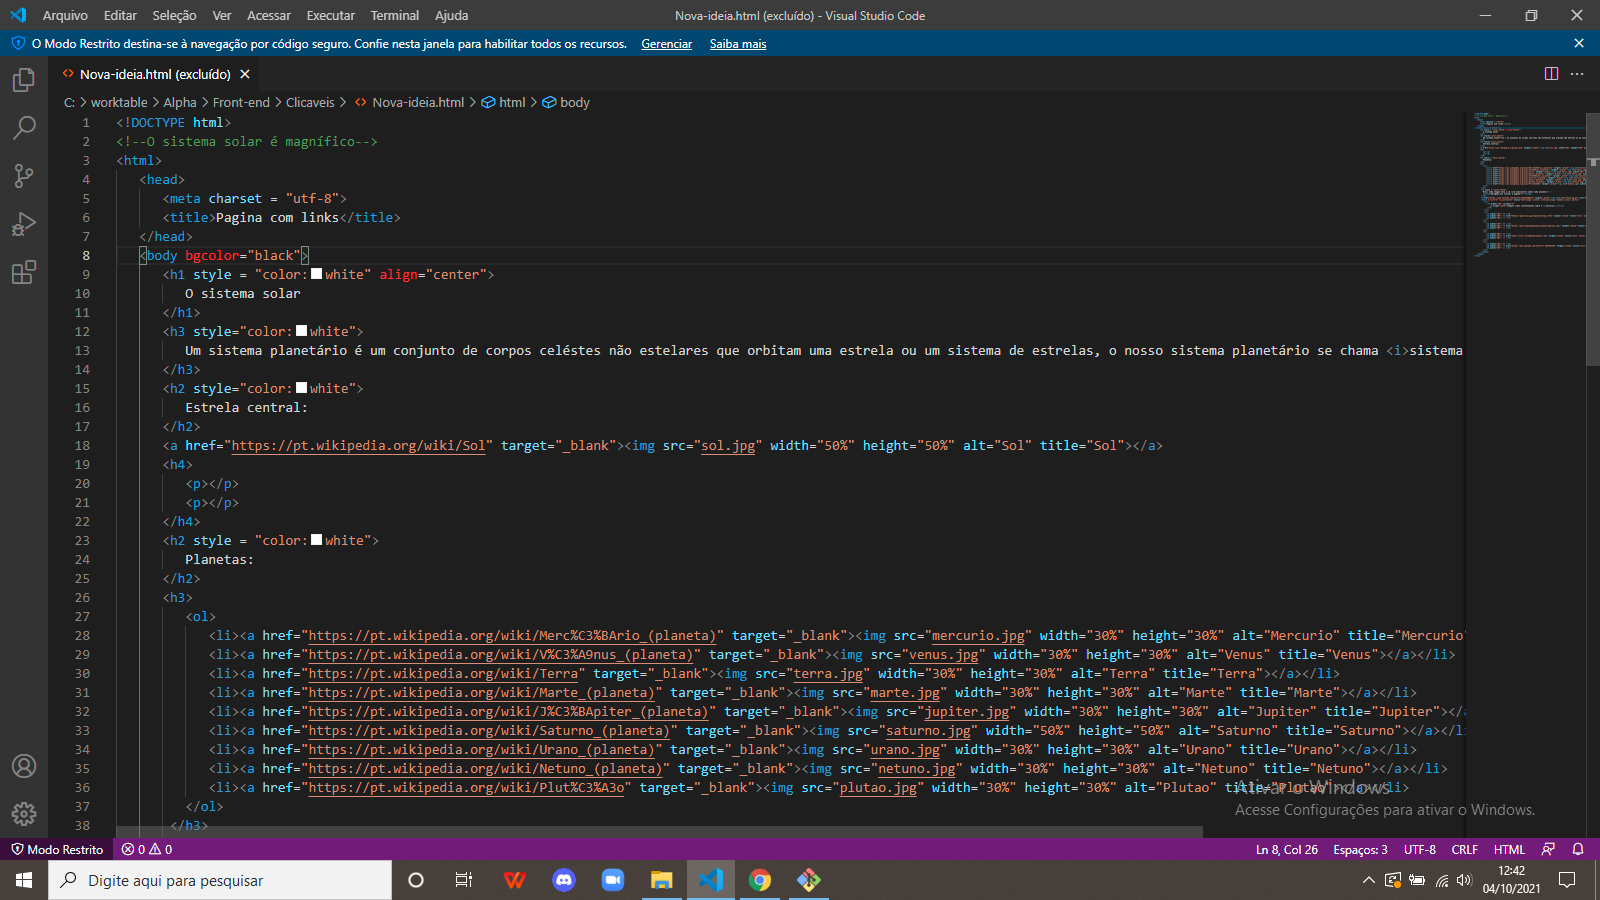 Arquivo Editar Seleção Ver Acessar Executar Terminal Ajuda Nova-ideia.html (excluído) - Visual Studio Code
O Modo Restrito destina-se à navegação por código seguro. Confie nesta janela para habilitar todos os recursos. Gerenciar Saiba mais
Nova-ideia.html (excluído)
C: > worktable > Alpha > Front-end > Clicaveis > Nova-ideia.html > html > body
1 <!DOCTYPE html>
2 <!--O sistema solar é magnífico-->
3 <html>
4 <head>
5 <meta charset = "utf-8">
6 <title>Pagina com links</title>
7 </head>
8 <body bgcolor="black">
9 <h1 style = "color:white" align="center">
10 O sistema solar
11 </h1>
12 <h3 style="color:white">
13 Um sistema planetário é um conjunto de corpos celéstes não estelares que orbitam uma estrela ou um sistema de estrelas, o nosso sistema planetário se chama <i>sistema
14 </h3>
15 <h2 style="color:white">
16 Estrela central:
17 </h2>
18 <a href="https://pt.wikipedia.org/wiki/Sol" target="_blank"><img src="sol.jpg" width="50%" height="50%" alt="Sol" title="Sol"></a>
19 <h4>
20 <p></p>
21 <p></p>
22 </h4>
23 <h2 style = "color:white">
24 Planetas:
25 </h2>
26 <h3>
27 <ol>
28 <li><a href="https://pt.wikipedia.org/wiki/Merc%C3%BArio_(planeta)" target="_blank"><img src="mercurio.jpg" width="30%" height="30%" alt="Mercurio" title="Mercurio"
29 <li><a href="https://pt.wikipedia.org/wiki/V%C3%A9nus_(planeta)" target="_blank"><img src="venus.jpg" width="30%" height="30%" alt="Venus" title="Venus"></a></li>
30 <li><a href="https://pt.wikipedia.org/wiki/Terra" target="_blank"><img src="terra.jpg" width="30%" height="30%" alt="Terra" title="Terra"></a></li>
31 <li><a href="https://pt.wikipedia.org/wiki/Marte_(planeta)" target="_blank"><img src="marte.jpg" width="30%" height="30%" alt="Marte" title="Marte"></a></li>
32 <li><a href="https://pt.wikipedia.org/wiki/J%C3%BApiter_(planeta)" target="_blank"><img src="jupiter.jpg" width="30%" height="30%" alt="Jupiter" title="Jupiter"></a
33 <li><a href="https://pt.wikipedia.org/wiki/Saturno_(planeta)" target="_blank"><img src="saturno.jpg" width="50%" height="50%" alt="Saturno" title="Saturno"></a></li
34 <li><a href="https://pt.wikipedia.org/wiki/Urano_(planeta)" target="_blank"><img src="urano.jpg" width="30%" height="30%" alt="Urano" title="Urano"></a></li>
35 <li><a href="https://pt.wikipedia.org/wiki/Netuno_(planeta)" target="_blank"><img src="netuno.jpg" width="30%" height="30%" alt="Netuno" title="Netuno"></a></li>
36 <li><a href="https://pt.wikipedia.org/wiki/Plut%C3%A3o" target="_blank"><img src="plutao.jpg" width="30%" height="30%" alt="Plutao" title="Plutao"></a></li>
37 </ol>
38 </h3>
Ativar o Windows
Acesse Configurações para ativar o Windows.
Modo Restrito 0 0 Ln 8, Col 26 Espaços: 3 UTF-8 CRLF HTML
Digite aqui para pesquisar
12:42
04/10/2021